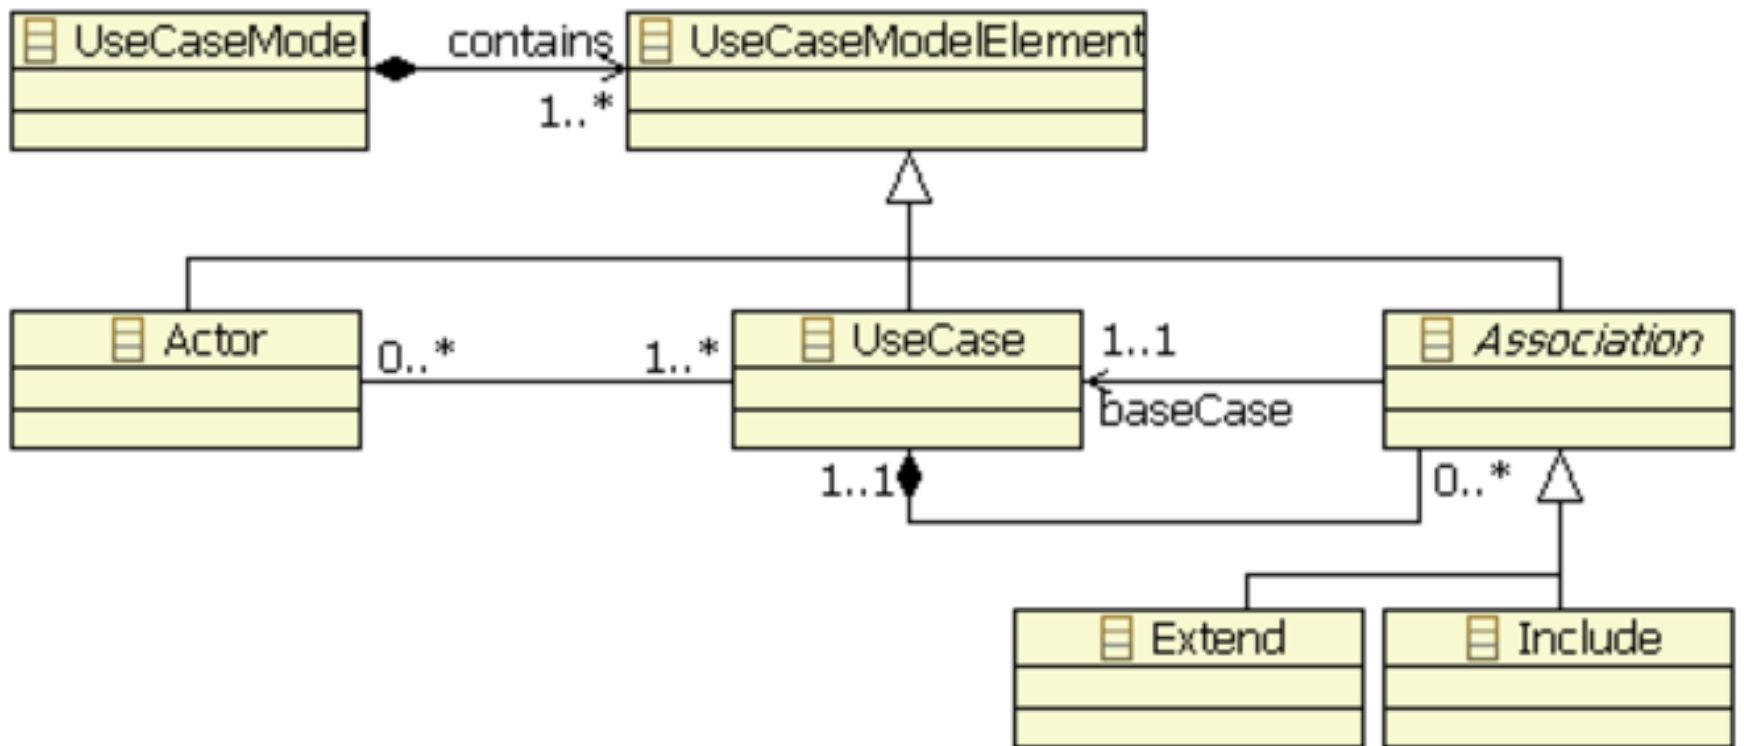 UseCaseModel
contains
1..*
UseCaseModelElement
Actor
0..*
1..*
UseCase
1..1
baseCase
Association
1..1
0..*
Extend
Include